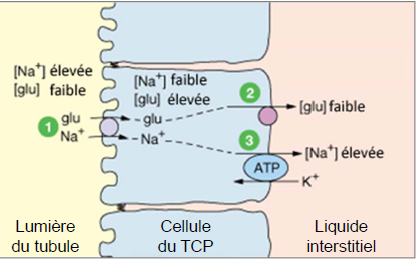 [Na⁺] élevée
[glu] faible
[Na⁺] faible
[glu] élevée
1
glu
Na⁺
glu
Na⁺
2
[glu] faible
3
[Na⁺] élevée
ATP
K⁺
Lumière
du tubule
Cellule
du TCP
Liquide
interstitiel